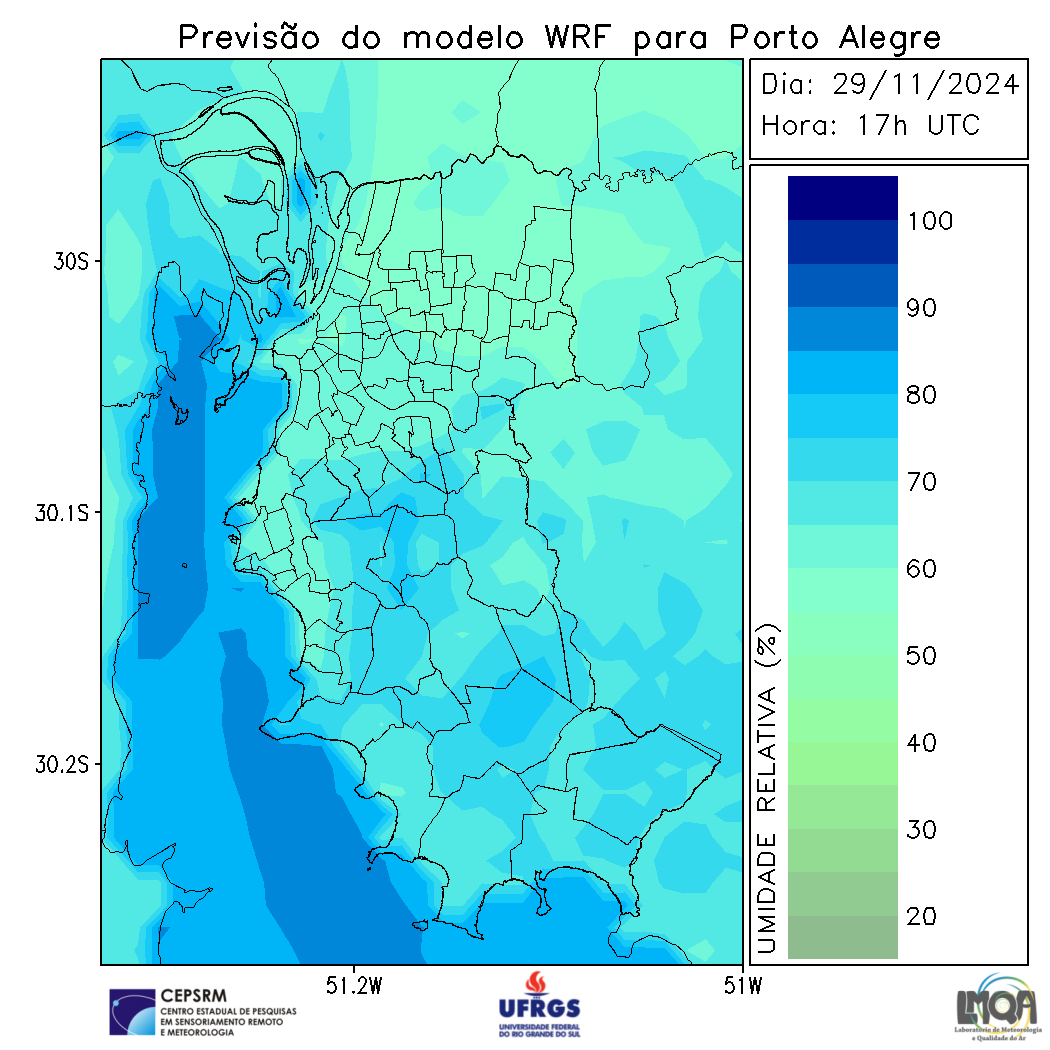 Previsão do modelo WRF para Porto Alegre
Dia: 29/11/2024
Hora: 17h UTC
100
90
80
70
60
50
40
30
20
UMIDADE RELATIVA (%)
30S
30.1S
30.2S
51.2W
51W
CEPSRM
CENTRO ESTADUAL DE PESQUISAS
EM SENSORIAMENTO REMOTO
E METEOROLOGIA
UFRGS
UNIVERSIDADE FEDERAL
DO RIO GRANDE DO SUL
LMQA
Laboratório de Meteorologia
e Qualidade do Ar